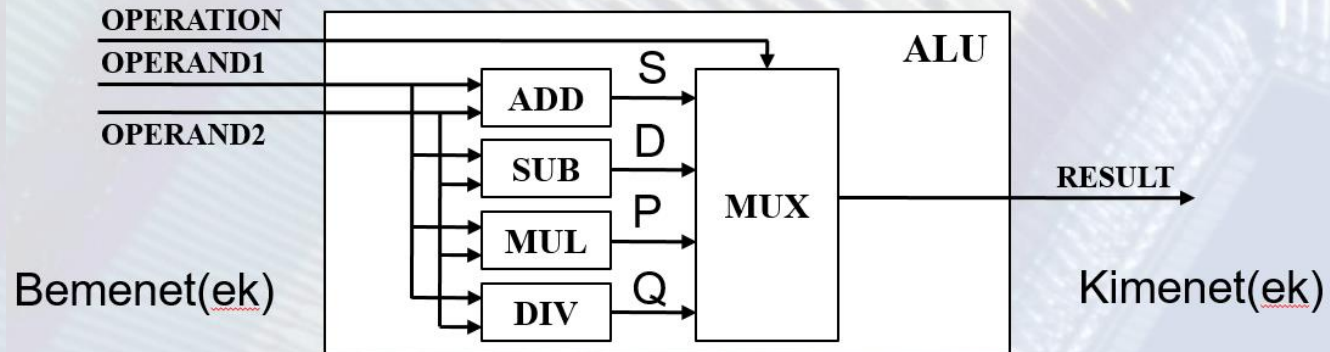 OPERATION
OPERAND1
OPERAND2
ALU
ADD
S
SUB
D
MUL
P
DIV
Q
MUX
RESULT
Bemenet(ek)
Kimenet(ek)